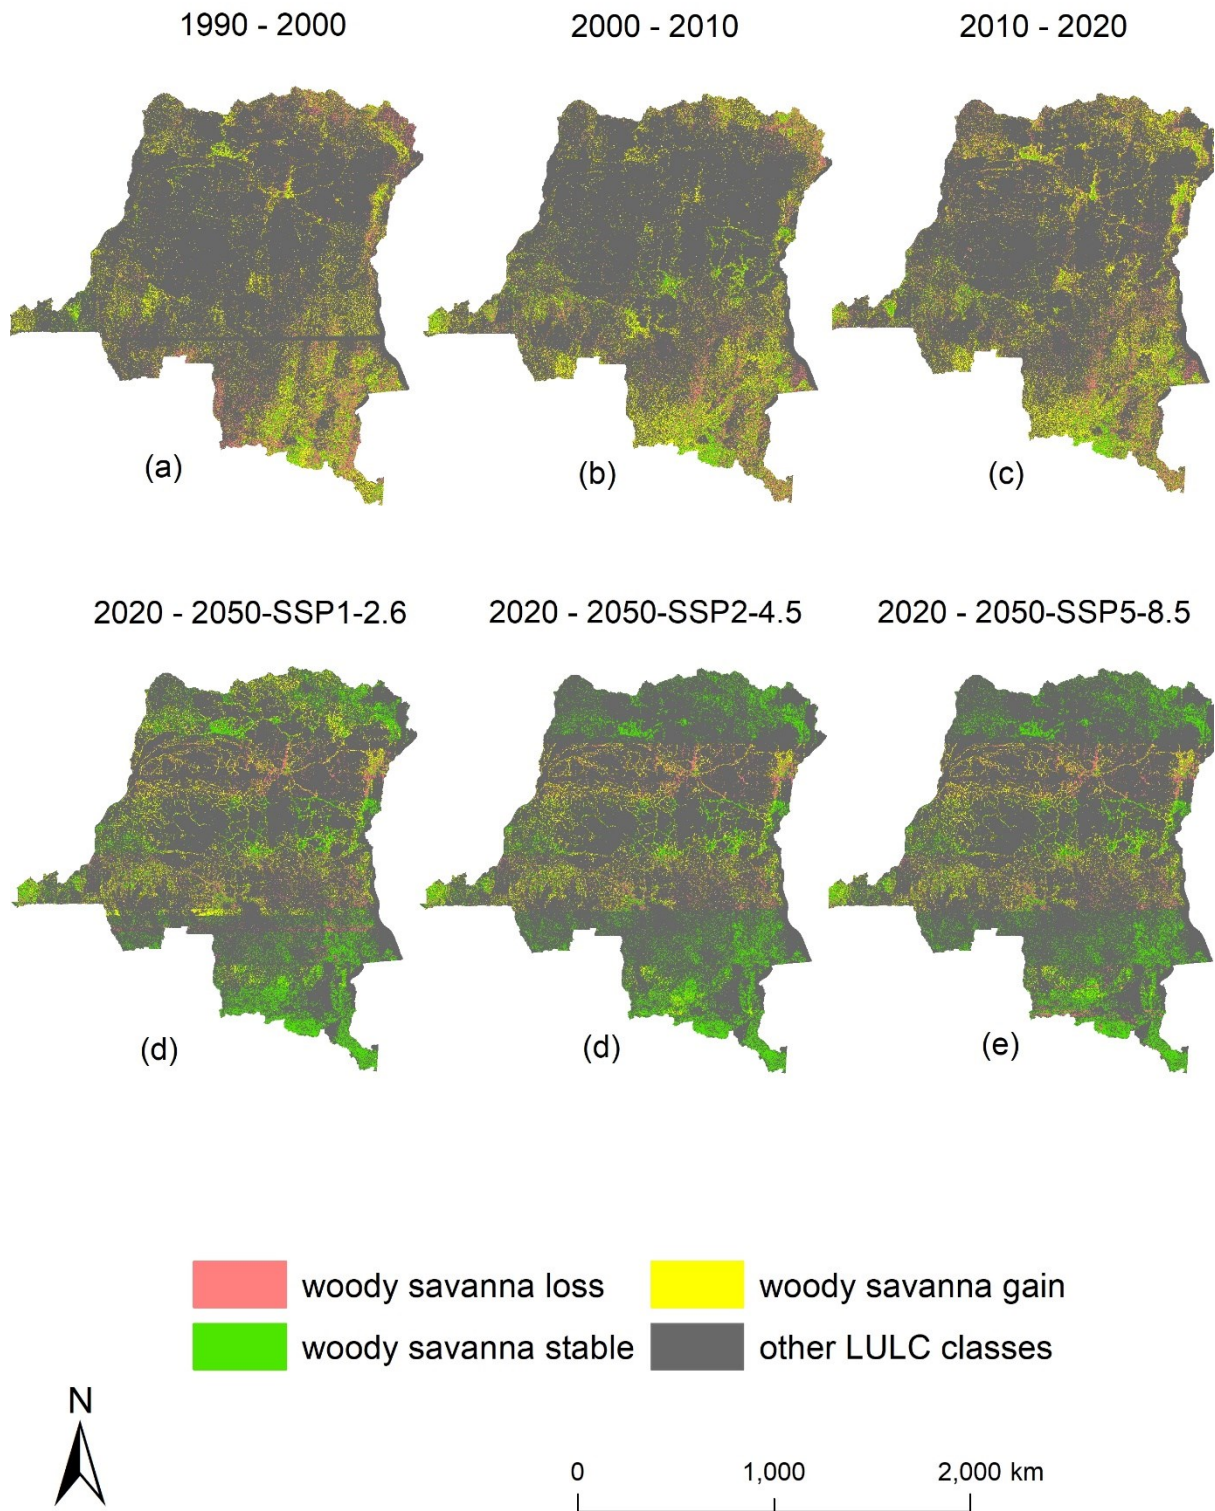 1990 - 2000
2000 - 2010
2010 - 2020
(a)
(b)
(c)
2020 - 2050-SSP1-2.6
2020 - 2050-SSP2-4.5
2020 - 2050-SSP5-8.5
(d)
(d)
(e)
woody savanna loss
woody savanna gain
woody savanna stable
other LULC classes
N
0
1,000
2,000 km